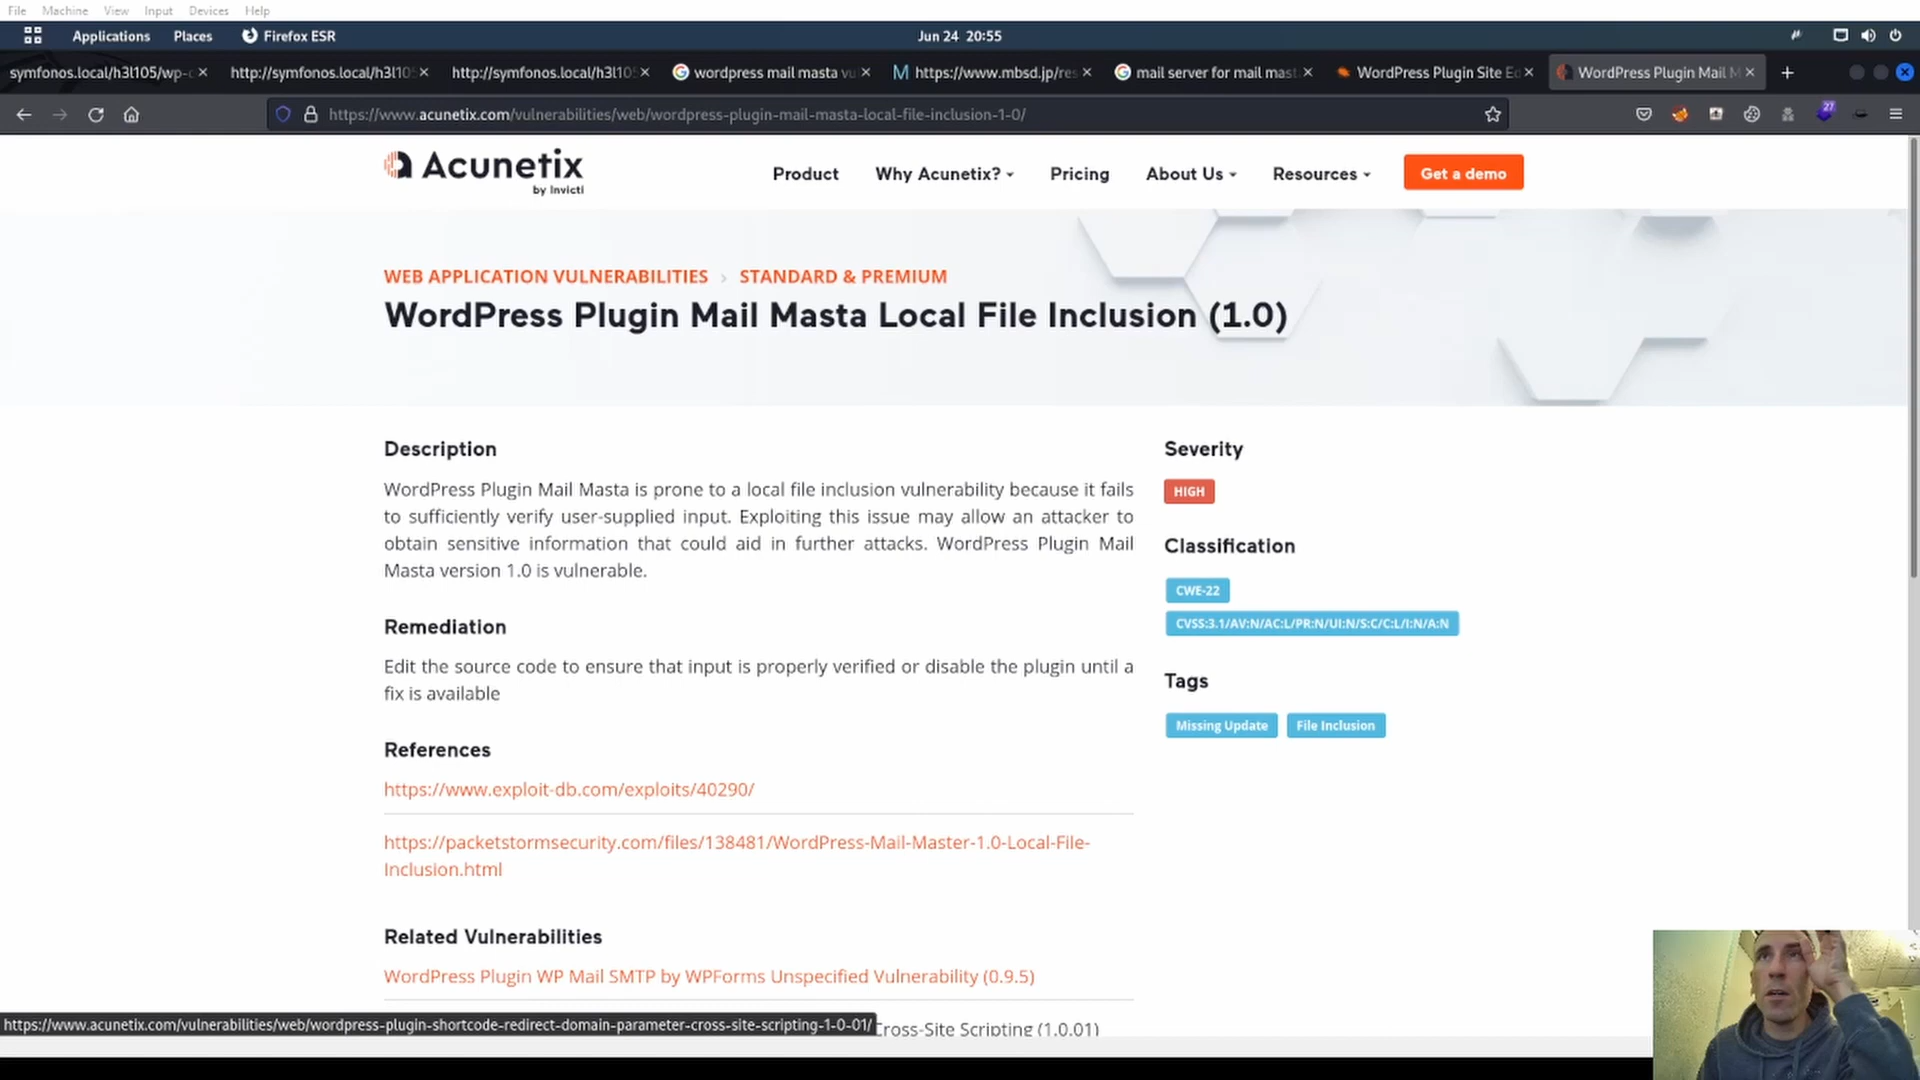 File Machine View Input Devices Help
Applications Places Firefox ESR Jun 24 20:55
symfonos.local/h3l105/wp-c http://symfonos.local/h3l105 http://symfonos.local/h3l105 wordpress mail masta vu https://www.mbsd.jp/res mail server for mail mast WordPress Plugin Site Ed WordPress Plugin Mail M
https://www.acunetix.com/vulnerabilities/web/wordpress-plugin-mail-masta-local-file-inclusion-1-0/ 27
Acunetix
by Invicti
Product Why Acunetix? Pricing About Us Resources Get a demo
WEB APPLICATION VULNERABILITIES › STANDARD & PREMIUM
WordPress Plugin Mail Masta Local File Inclusion (1.0)
Description
WordPress Plugin Mail Masta is prone to a local file inclusion vulnerability because it fails
to sufficiently verify user-supplied input. Exploiting this issue may allow an attacker to
obtain sensitive information that could aid in further attacks. WordPress Plugin Mail
Masta version 1.0 is vulnerable.
Remediation
Edit the source code to ensure that input is properly verified or disable the plugin until a
fix is available
References
https://www.exploit-db.com/exploits/40290/
https://packetstormsecurity.com/files/138481/WordPress-Mail-Master-1.0-Local-File-
Inclusion.html
Related Vulnerabilities
WordPress Plugin WP Mail SMTP by WPForms Unspecified Vulnerability (0.9.5)
Cross-Site Scripting (1.0.01)
Severity
HIGH
Classification
CWE-22
CVSS:3.1/AV:N/AC:L/PR:N/UI:N/S:C/C:L/I:N/A:N
Tags
Missing Update File Inclusion
https://www.acunetix.com/vulnerabilities/web/wordpress-plugin-shortcode-redirect-domain-parameter-cross-site-scripting-1-0-01/